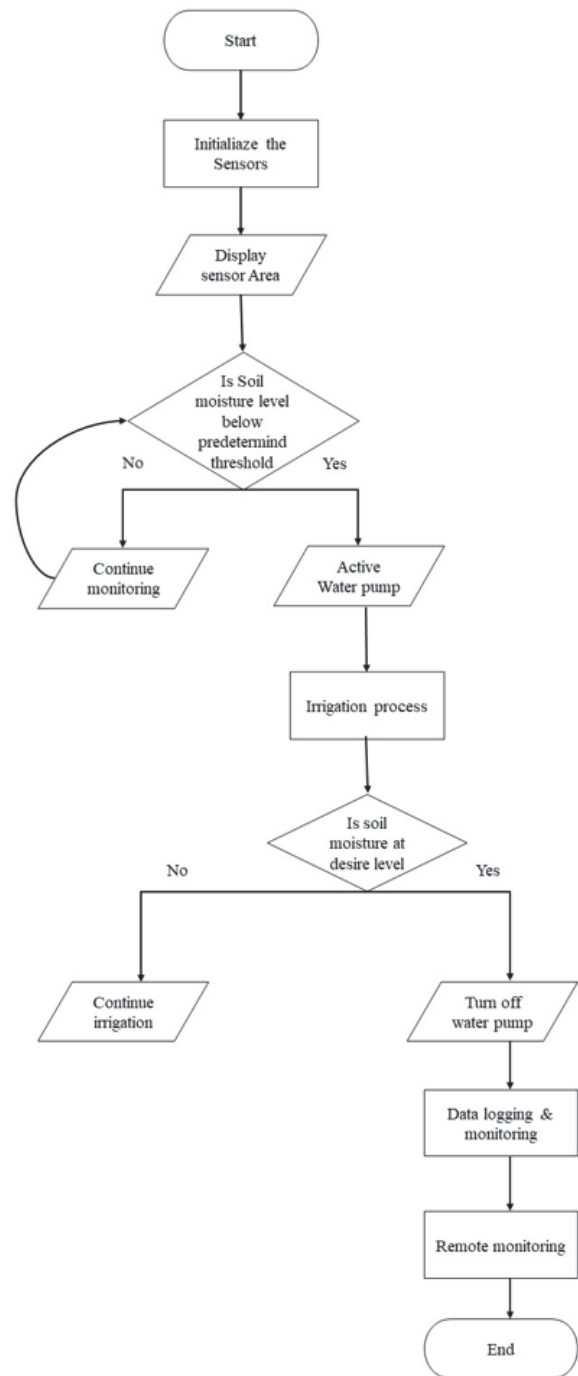 Start
Initialiaze the
Sensors
Display
sensor Area
Is Soil
moisture level
below
predetermind
threshold
No
Yes
Continue
monitoring
Active
Water pump
Irrigation process
Is soil
moisture at
desire level
No
Yes
Continue
irrigation
Turn off
water pump
Data logging &
monitoring
Remote monitoring
End